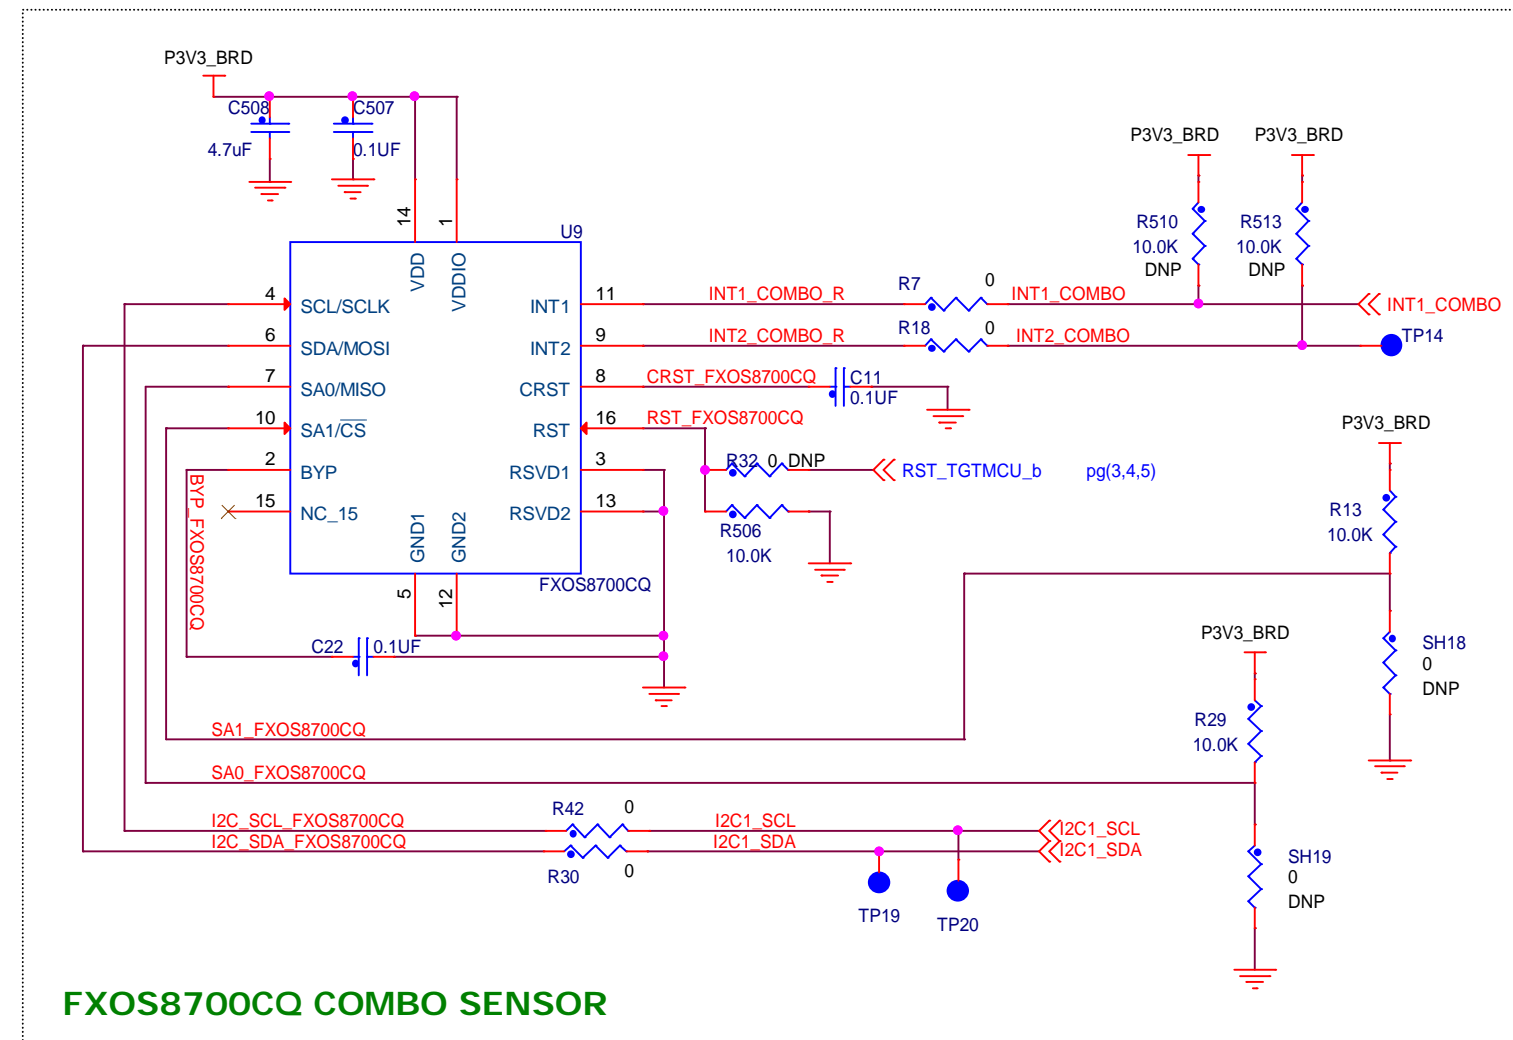 P3V3_BRD
C508
C507
4.7uF
0.1UF
P3V3_BRD
P3V3_BRD
14
1
U9
R510
10.0K
DNP
R513
10.0K
DNP
VDD
VDDIO
4
SCL/SCLK
INT1
11
INT1_COMBO_R
R7
0
INT1_COMBO
INT1_COMBO
6
SDA/MOSI
INT2
9
INT2_COMBO_R
R18
0
INT2_COMBO
TP14
7
SA0/MISO
CRST
8
CRST_FXOS8700CQ
C11
0.1UF
10
SA1/CS
RST
16
RST_FXOS8700CQ
P3V3_BRD
2
BYP
RSVD1
3
R32
0
DNP
RST_TGTMCU_b
pg(3,4,5)
15
NC_15
RSVD2
13
R506
10.0K
R13
10.0K
BYP_FXOS8700CQ
GND1
GND2
5
12
FXOS8700CQ
C22
0.1UF
P3V3_BRD
SH18
0
DNP
SA1_FXOS8700CQ
R29
10.0K
SA0_FXOS8700CQ
R42
0
I2C_SCL_FXOS8700CQ
I2C1_SCL
I2C1_SCL
I2C_SDA_FXOS8700CQ
I2C1_SDA
I2C1_SDA
R30
0
SH19
0
DNP
TP19
TP20
FXOS8700CQ COMBO SENSOR